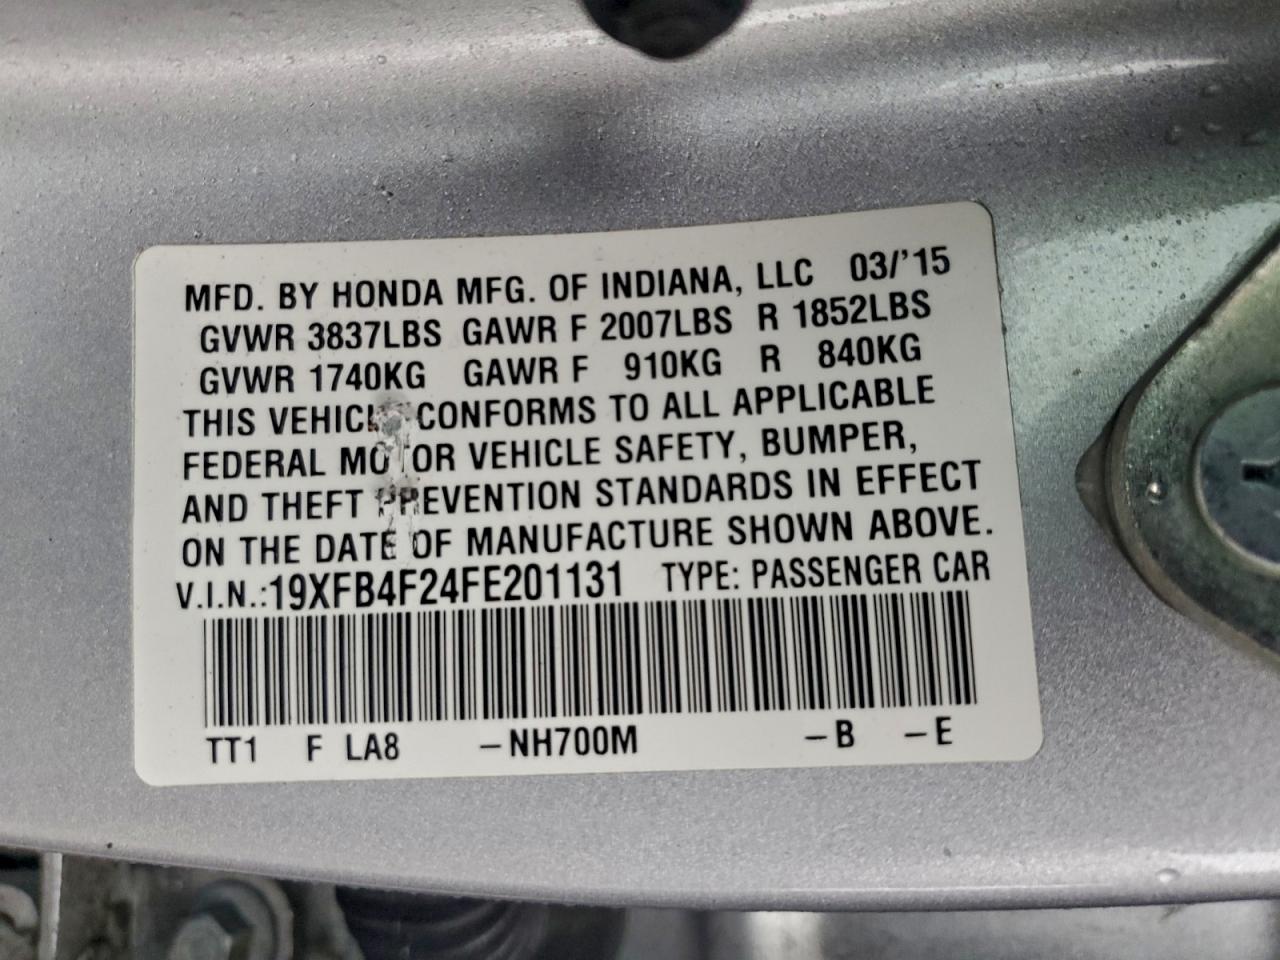 MFD. BY HONDA MFG. OF INDIANA, LLC 03/'15
GVWR 3837LBS GAWR F 2007LBS R 1852LBS
GVWR 1740KG GAWR F 910KG R 840KG
THIS VEHICLE CONFORMS TO ALL APPLICABLE
FEDERAL MOTOR VEHICLE SAFETY, BUMPER,
AND THEFT PREVENTION STANDARDS IN EFFECT
ON THE DATE OF MANUFACTURE SHOWN ABOVE.
V.I.N.:19XFB4F24FE201131 TYPE: PASSENGER CAR
TT1 F LA8 –NH700M –B –E